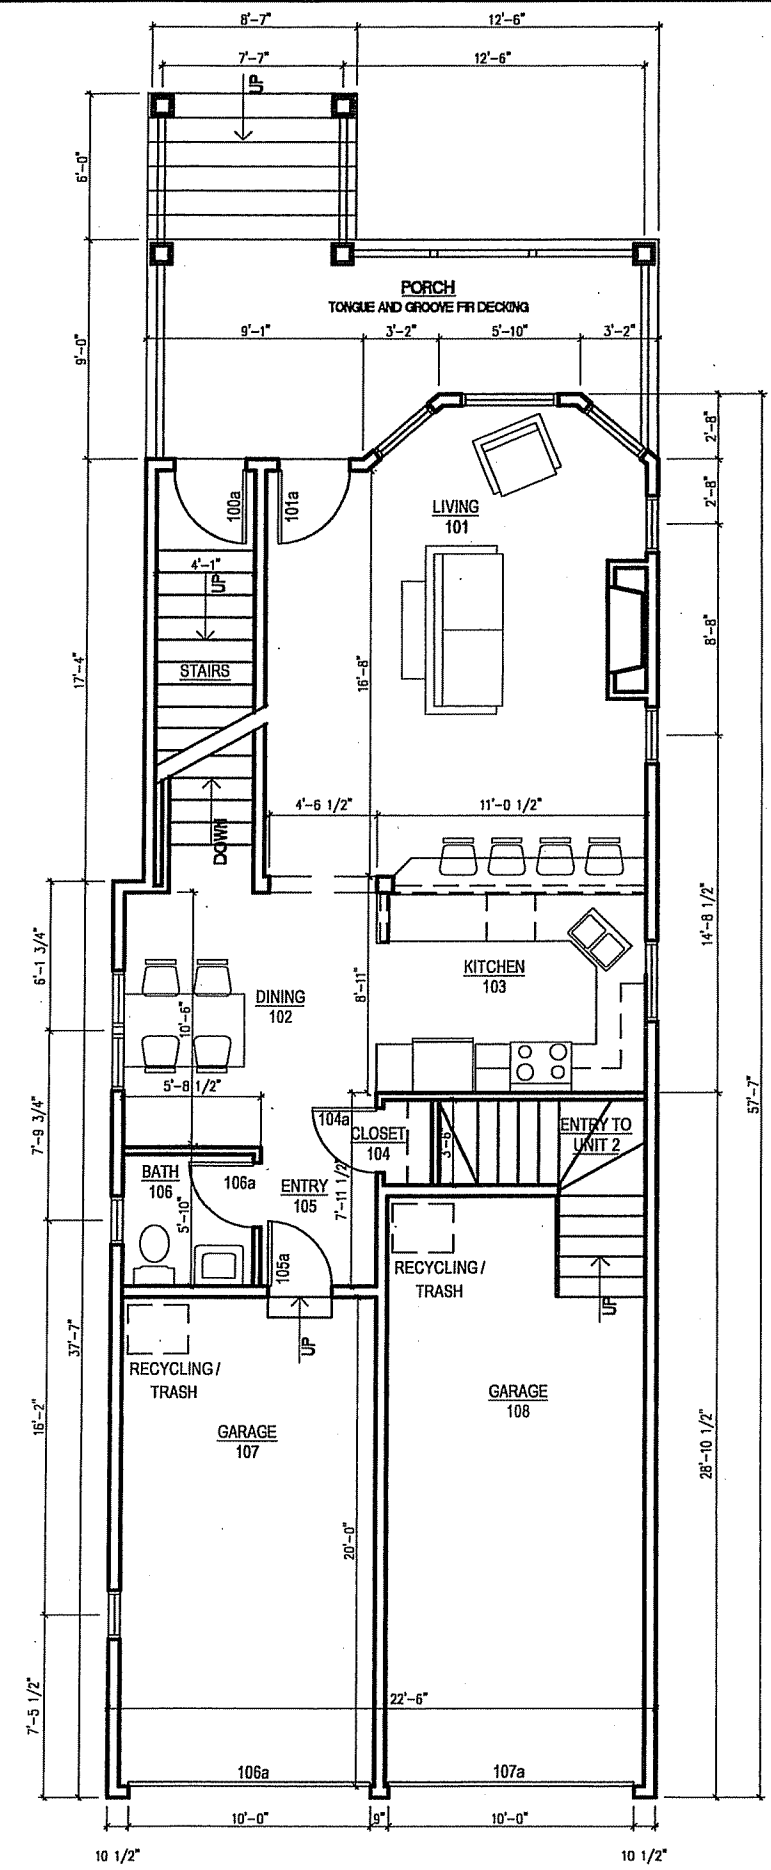 8'-7"
12'-6"
7'-7"
12'-6"
UP
6'-0"
PORCH
TONGUE AND GROOVE FIR DECKING
9'-1"
3'-2"
5'-10"
3'-2"
9'-0"
2'-8"
100a
101a
LIVING
101
2'-8"
4'-1"
UP
STAIRS
17'-4"
16'-8"
8'-8"
4'-6 1/2"
11'-0 1/2"
DOWN
14'-8 1/2"
6'-1 3/4"
DINING
102
KITCHEN
103
8'-11"
10'-6"
5'-8 1/2"
57'-7"
7'-9 3/4"
104a
CLOSET
104
3'-6"
ENTRY TO
UNIT 2
BATH
106
106a
5'-10"
ENTRY
105
7'-11 1/2"
105a
RECYCLING /
TRASH
UP
UP
37'-7"
RECYCLING /
TRASH
GARAGE
107
GARAGE
108
16'-2"
28'-10 1/2"
20'-0"
22'-6"
7'-5 1/2"
106a
107a
10'-0"
9"
10'-0"
10 1/2"
10 1/2"